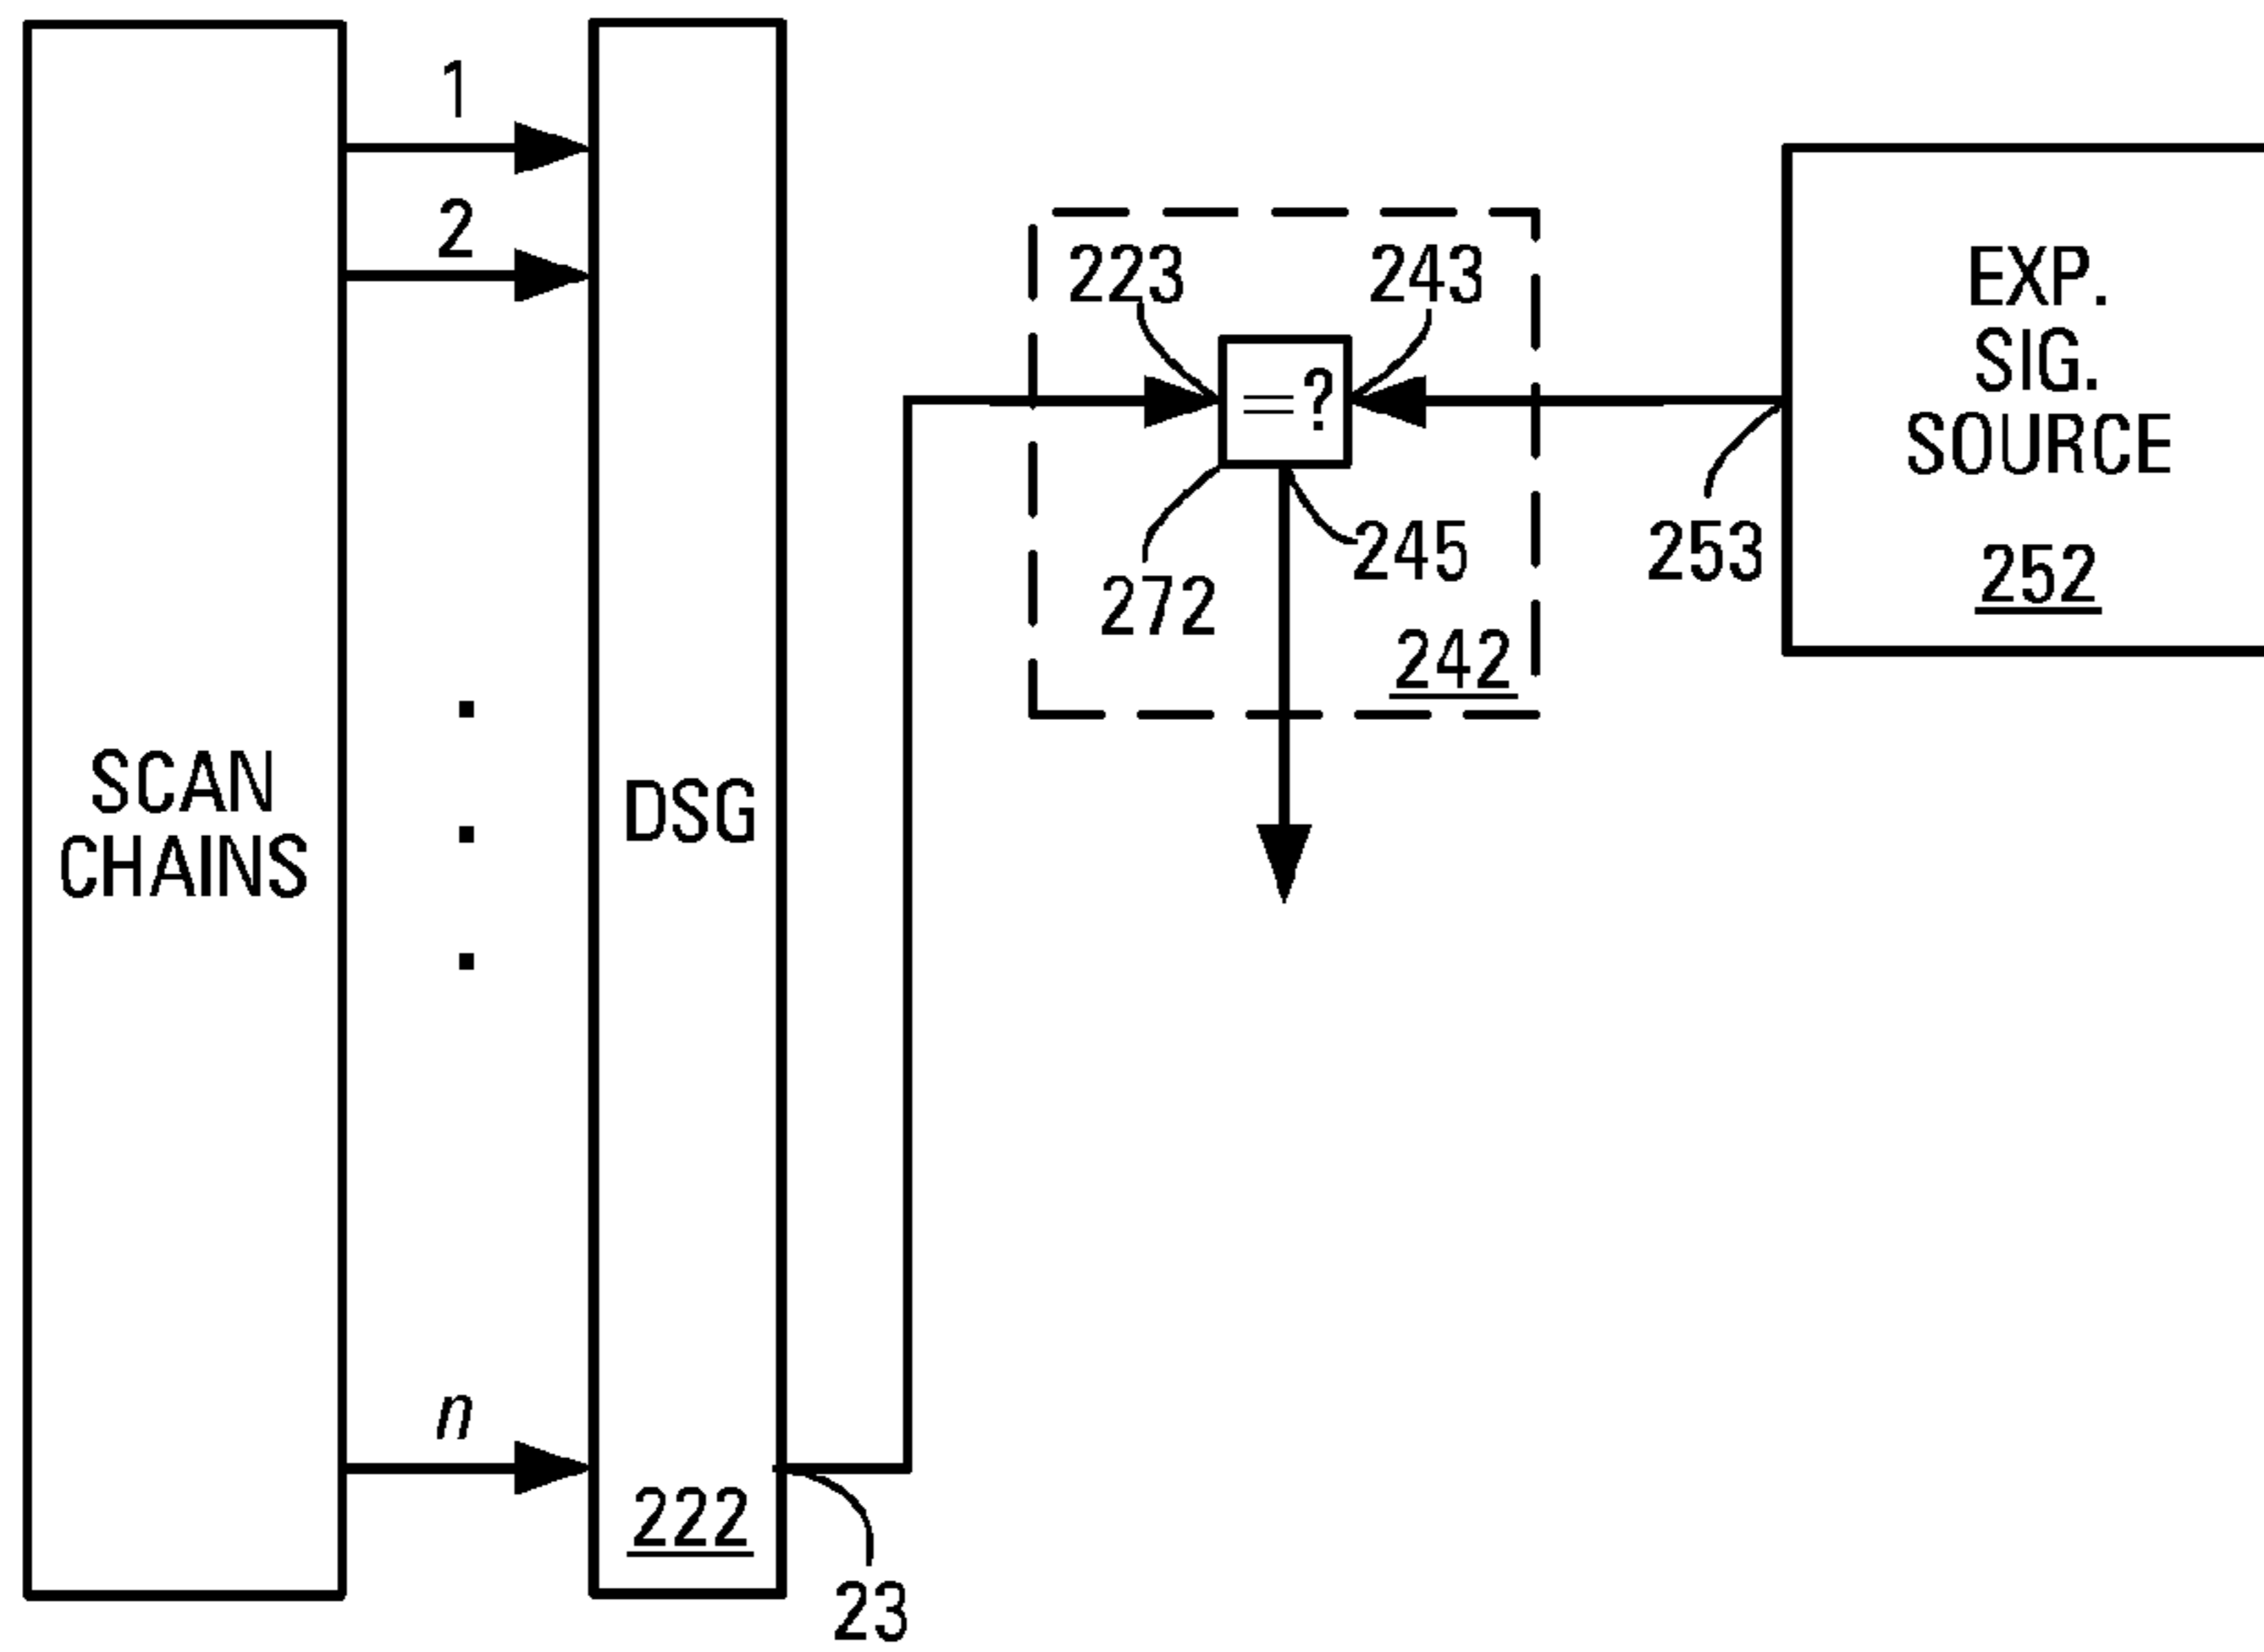 1
2
n
SCAN
CHAINS
DSG
222
23
223
243
=?
272
245
242
253
EXP.
SIG.
SOURCE
252